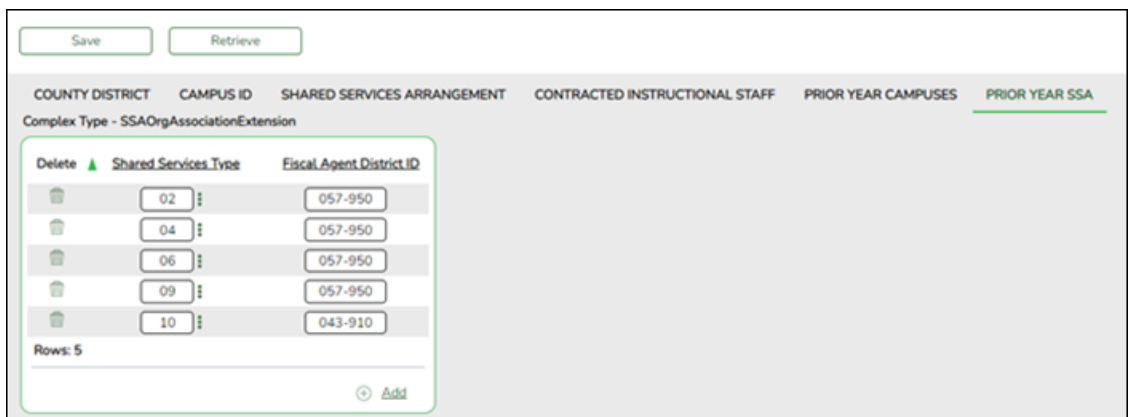 Save Retrieve
COUNTY DISTRICT CAMPUS ID SHARED SERVICES ARRANGEMENT CONTRACTED INSTRUCTIONAL STAFF PRIOR YEAR CAMPUSES PRIOR YEAR SSA
Complex Type - SSAOrgAssociationExtension
Delete Shared Services Type Fiscal Agent District ID
02 057-950
04 057-950
06 057-950
09 057-950
10 043-910
Rows: 5
Add